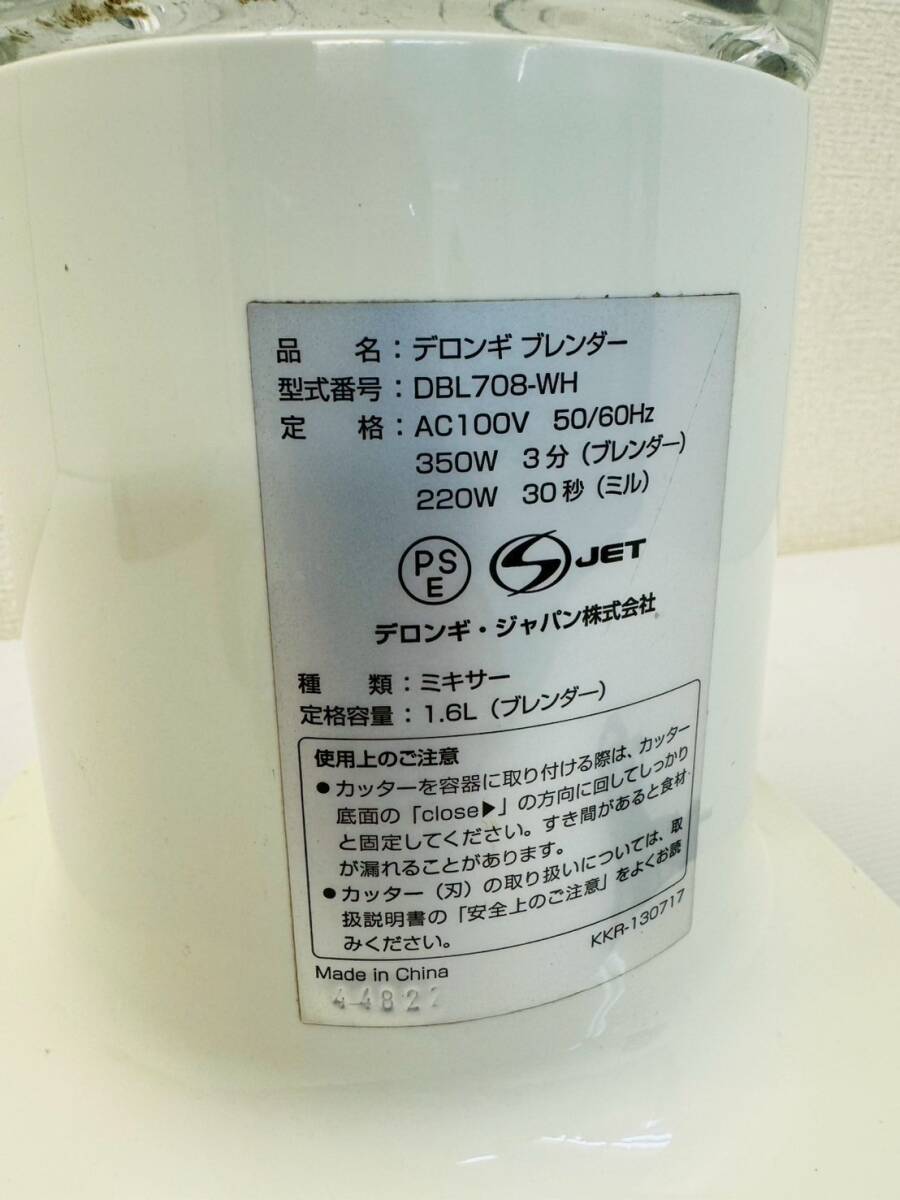 品 名：デロンギ ブレンダー
型式番号：DBL708-WH
定 格：AC100V 50/60Hz
350W 3分（ブレンダー）
220W 30秒（ミル）
PS
E
JET
デロンギ・ジャパン株式会社
種 類：ミキサー
定格容量：1.6L（ブレンダー）
使用上のご注意
●カッターを容器に取り付ける際は、カッター
底面の「close▶」の方向に回してしっかり
と固定してください。すき間があると食材
が漏れることがあります。
●カッター（刃）の取り扱いについては、取
扱説明書の「安全上のご注意」をよくお読
みください。
KKR-130717
Made in China